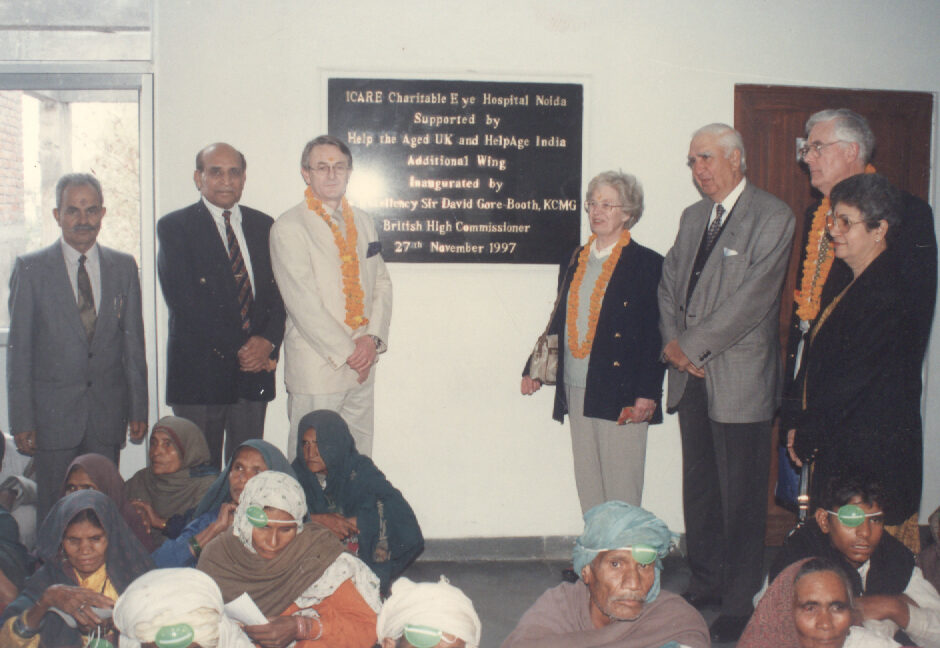 ICARE Charitable Eye Hospital Noida
Supported by
Help the Aged UK and HelpAge India
Additional Wing
Inaugurated by
Sir David Gore-Booth, KCMG
British High Commissioner
27th November 1997